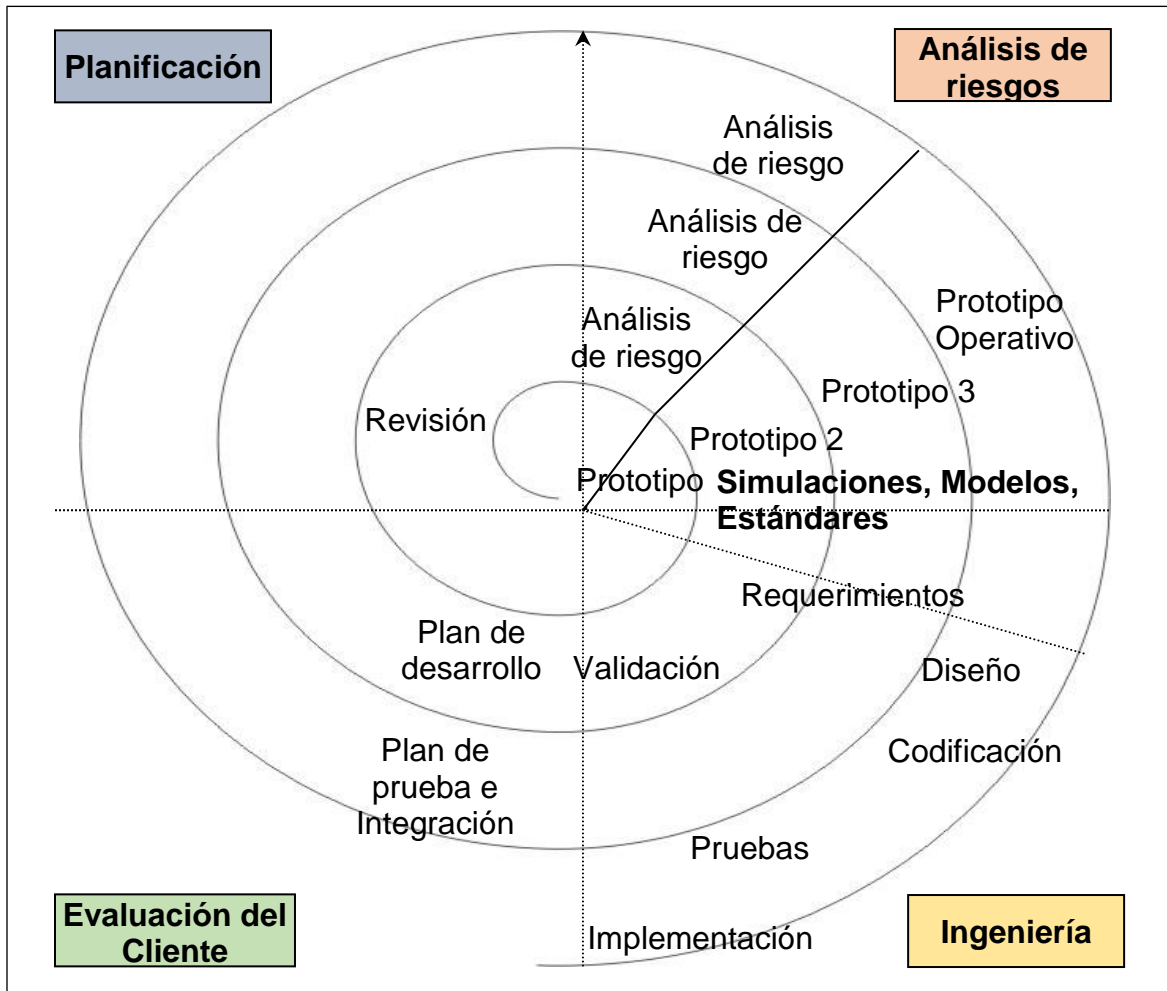 Planificación
Análisis de
riesgos
Análisis
de riesgo
Análisis de
riesgo
Prototipo
Operativo
Análisis
de riesgo
Prototipo 3
Revisión
Prototipo 2
Prototipo
Simulaciones, Modelos,
Estándares
Requerimientos
Plan de
desarrollo
Validación
Diseño
Plan de
prueba e
Integración
Codificación
Pruebas
Evaluación del
Cliente
Implementación
Ingeniería